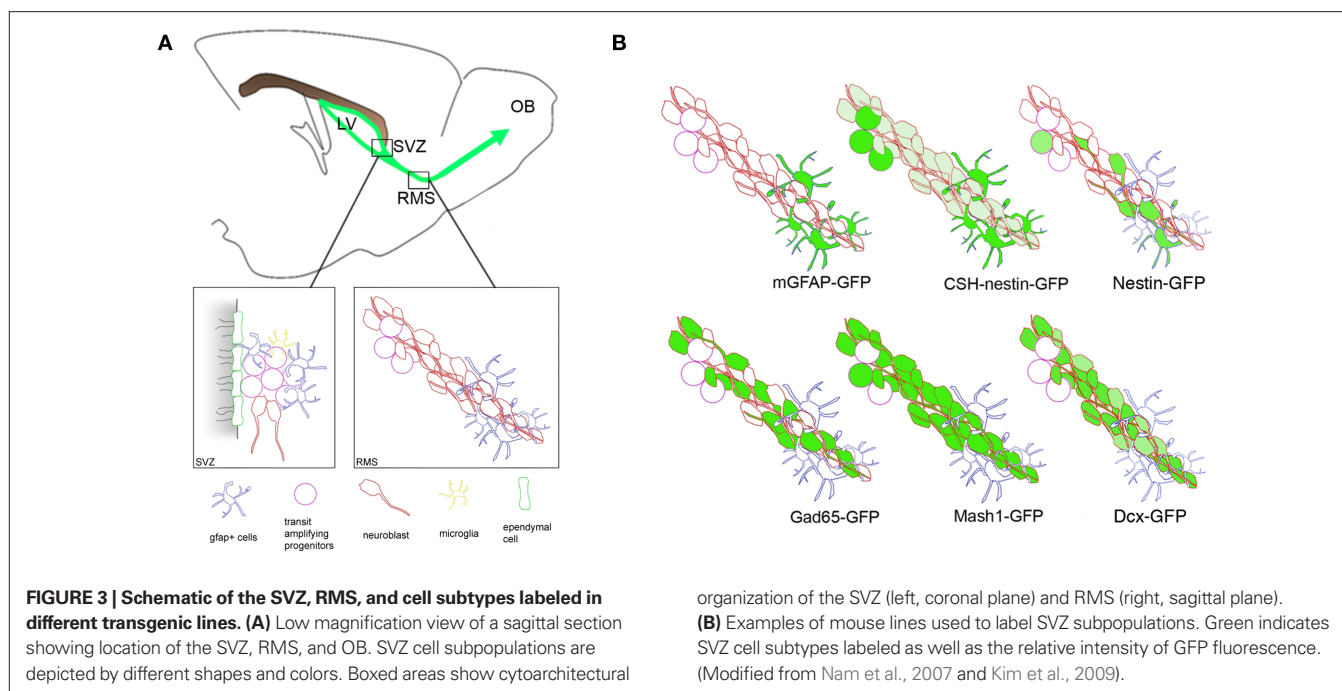 A
OB
LV
SVZ
RMS
SVZ
RMS
gfap+ cells
transit
amplifying
progenitors
neuroblast
microglia
ependymal
cell
B
mGFAP-GFP
CSH-nestin-GFP
Nestin-GFP
Gad65-GFP
Mash1-GFP
Dcx-GFP
FIGURE 3 | Schematic of the SVZ, RMS, and cell subtypes labeled in
different transgenic lines. (A) Low magnification view of a sagittal section
showing location of the SVZ, RMS, and OB. SVZ cell subpopulations are
depicted by different shapes and colors. Boxed areas show cytoarchitectural
organization of the SVZ (left, coronal plane) and RMS (right, sagittal plane).
(B) Examples of mouse lines used to label SVZ subpopulations. Green indicates
SVZ cell subtypes labeled as well as the relative intensity of GFP fluorescence.
(Modified from Nam et al., 2007 and Kim et al., 2009).